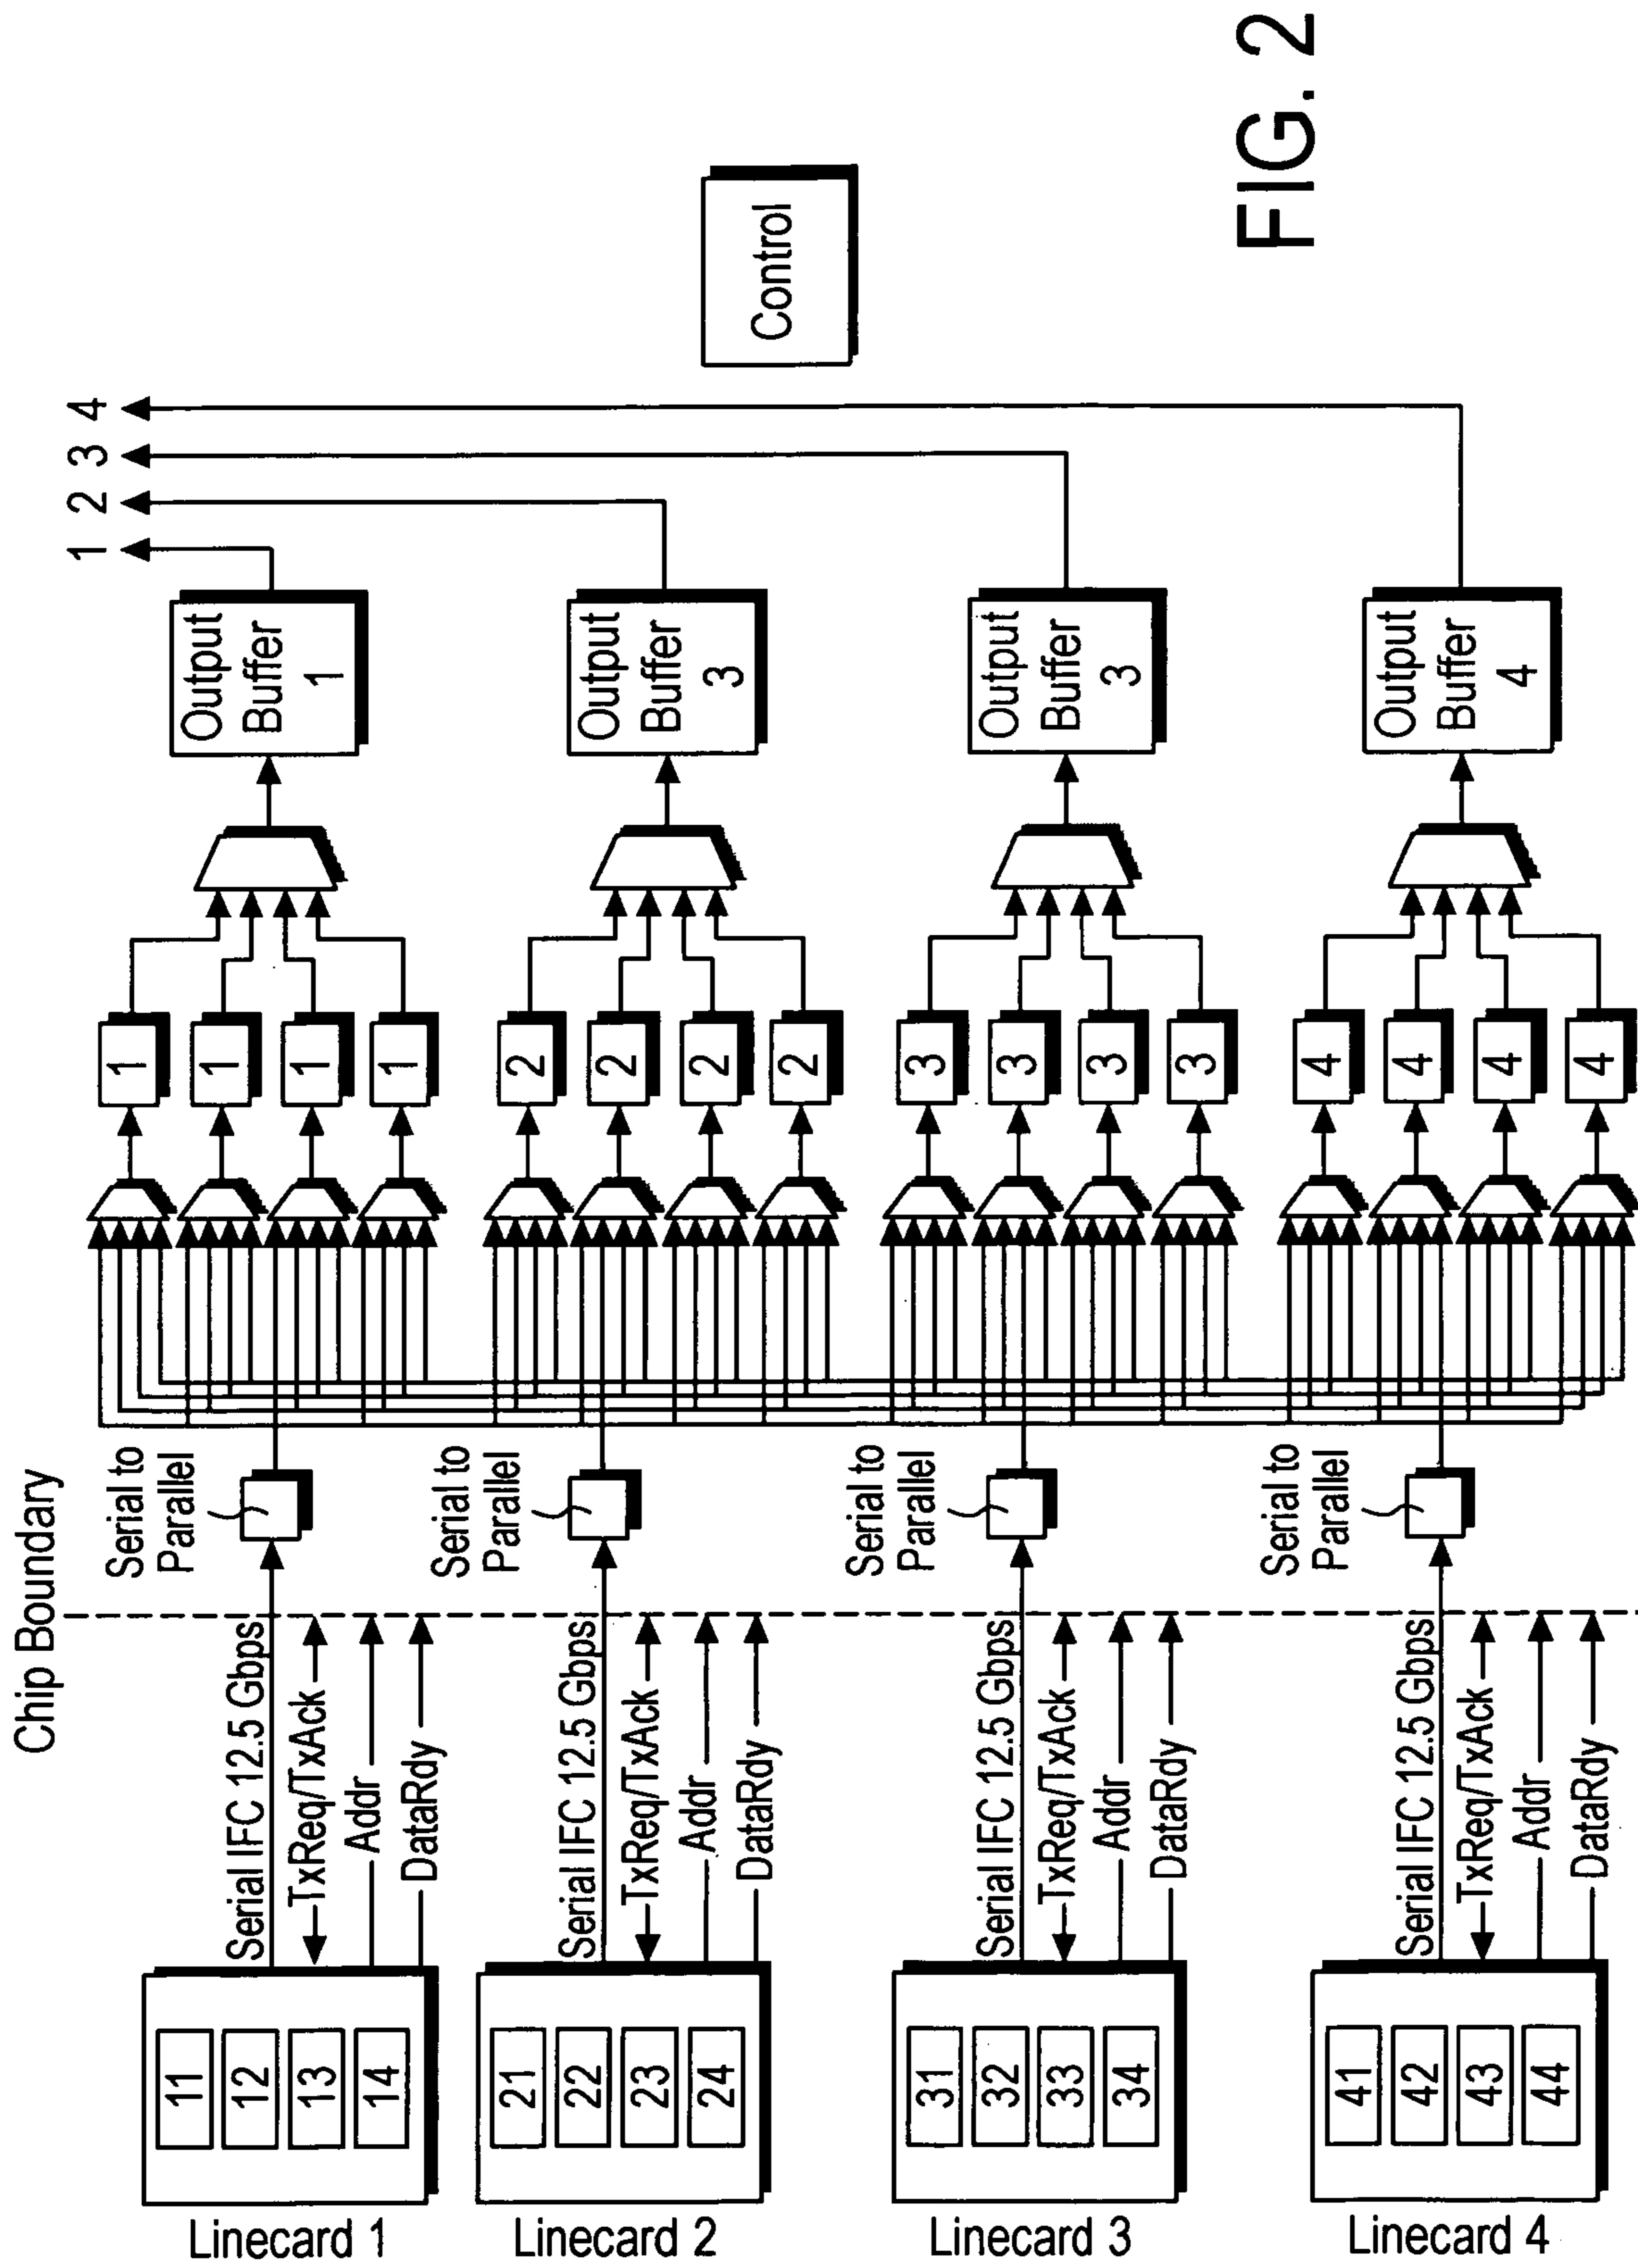 Chip Boundary
Linecard 1
11
12
13
14
Serial IFC 12.5 Gbps
TxReq/TxAck
Addr
DataRdy
Serial to
Parallel
1
1
1
1
Output
Buffer
1
Linecard 2
21
22
23
24
Serial IFC 12.5 Gbps
TxReq/TxAck
Addr
DataRdy
Serial to
Parallel
2
2
2
2
Output
Buffer
3
Linecard 3
31
32
33
34
Serial IFC 12.5 Gbps
TxReq/TxAck
Addr
DataRdy
Serial to
Parallel
3
3
3
3
Output
Buffer
3
Linecard 4
41
42
43
44
Serial IFC 12.5 Gbps
TxReq/TxAck
Addr
DataRdy
Serial to
Parallel
4
4
4
4
Output
Buffer
4
1
2
3
4
Control
FIG. 2